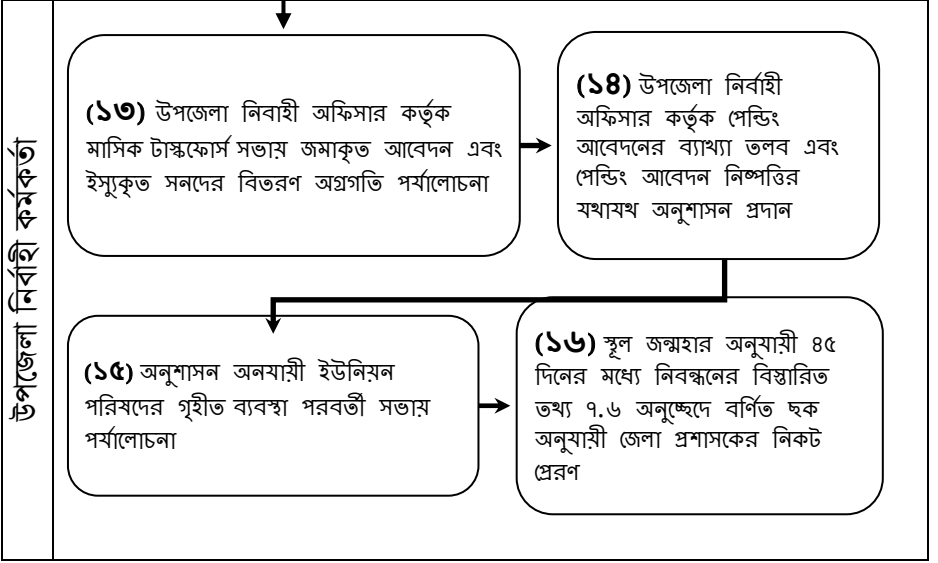 উপজেলা নির্বাহী কর্মকর্তা
(১৩) উপজেলা নিবাহী অফিসার কর্তৃক
মাসিক টাস্কফোর্স সভায় জমাকৃত আবেদন এবং
ইস্যুকৃত সনদের বিতরণ অগ্রগতি পর্যালোচনা
(১৪) উপজেলা নির্বাহী
অফিসার কর্তৃক পেন্ডিং
আবেদনের ব্যাখ্যা তলব এবং
পেন্ডিং আবেদন নিষ্পত্তির
যথাযথ অনুশাসন প্রদান
(১৫) অনুশাসন অনযায়ী ইউনিয়ন
পরিষদের গৃহীত ব্যবস্থা পরবর্তী সভায়
পর্যালোচনা
(১৬) স্থূল জন্মহার অনুযায়ী ৪৫
দিনের মধ্যে নিবন্ধনের বিস্তারিত
তথ্য ৭.৬ অনুচ্ছেদে বর্ণিত ছক
অনুযায়ী জেলা প্রশাসকের নিকট
প্রেরণ